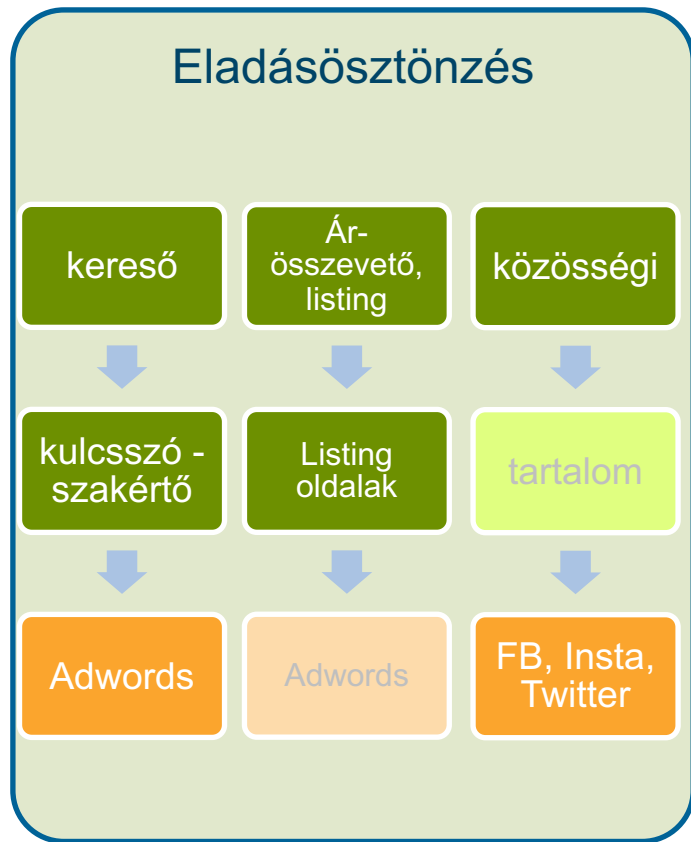 Eladásösztönzés
kereső
Ár-
összevető,
listing
közösségi
kulcsszó -
szakértő
Listing
oldalak
tartalom
Adwords
Adwords
FB, Insta,
Twitter